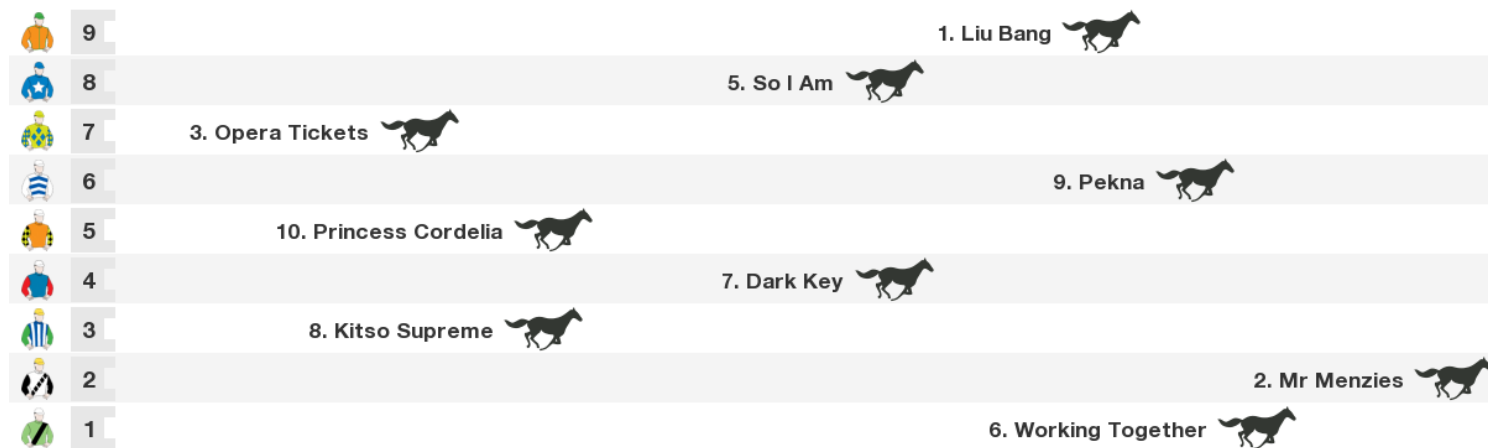 9 1. Liu Bang
8 5. So I Am
7 3. Opera Tickets
6 9. Pekna
5 10. Princess Cordelia
4 7. Dark Key
3 8. Kitso Supreme
2 2. Mr Menzies
1 6. Working Together